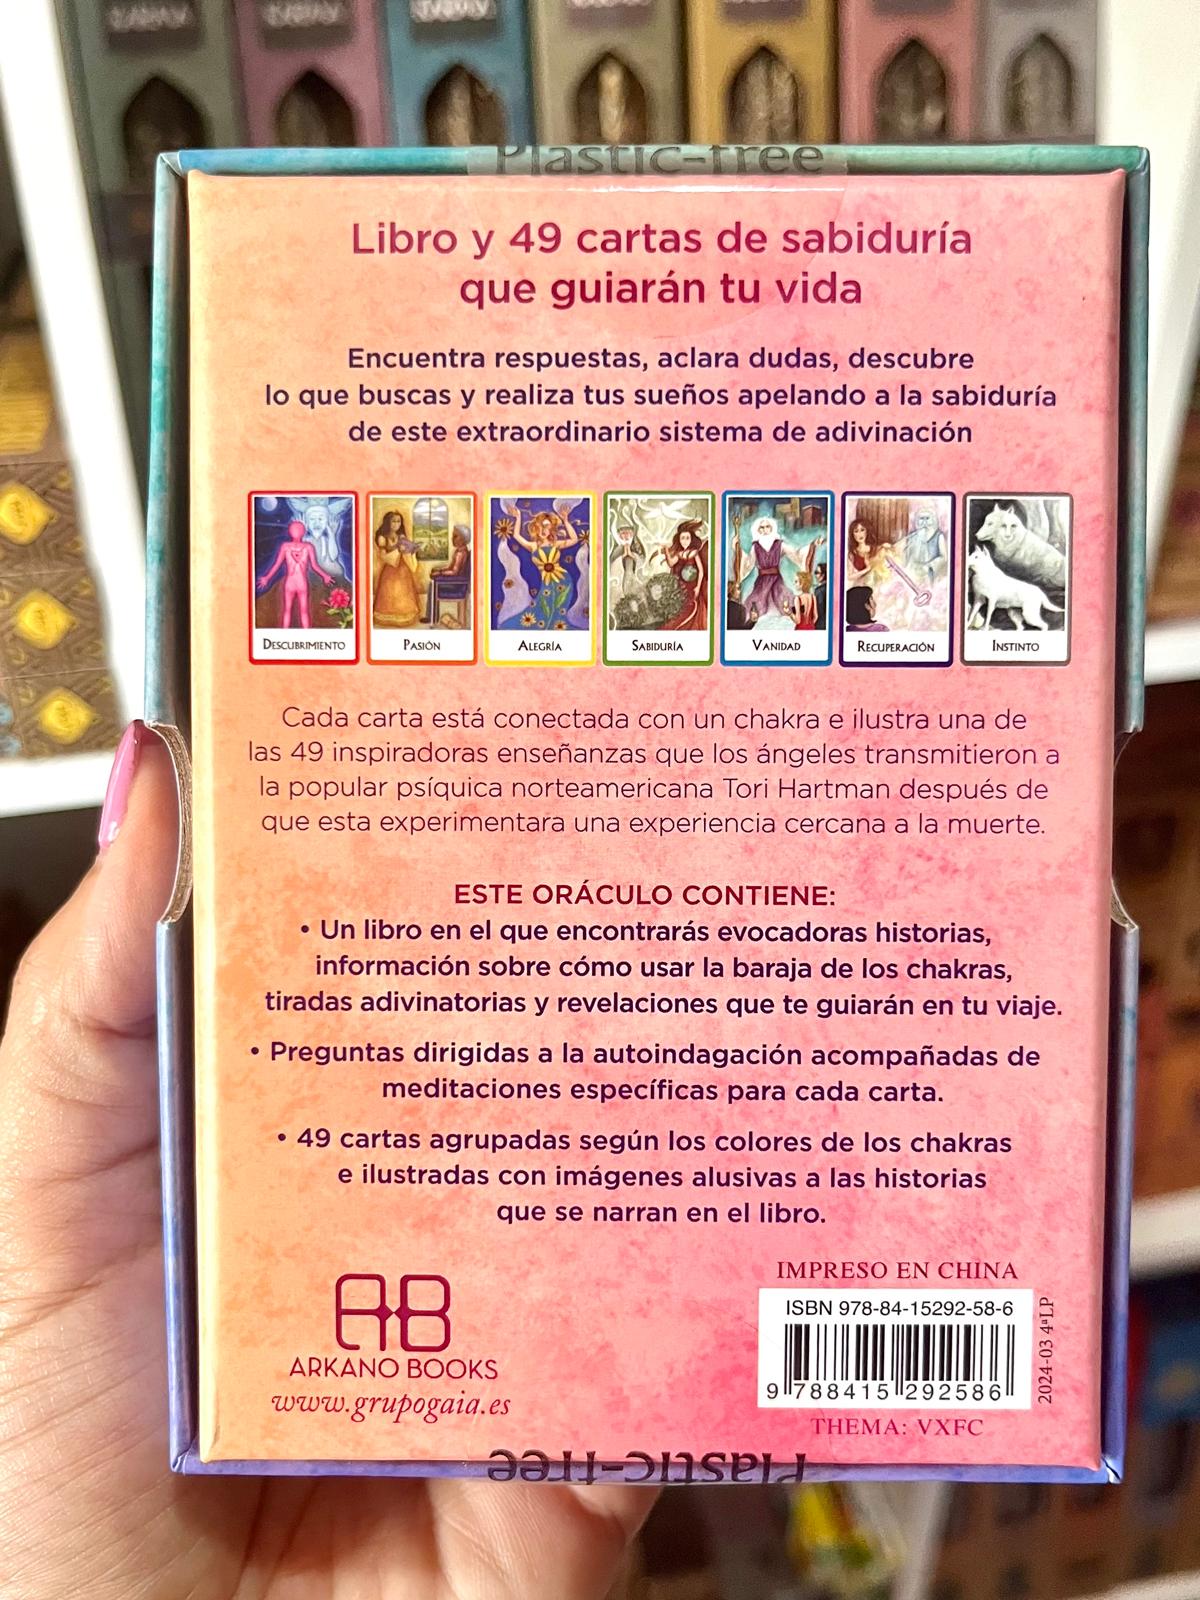 Plastic-free
Libro y 49 cartas de sabiduría
que guiarán tu vida
Encuentra respuestas, aclara dudas, descubre
lo que buscas y realiza tus sueños apelando a la sabiduría
de este extraordinario sistema de adivinación
Descubrimiento
Pasión
Alegría
Sabiduría
Vanidad
Recuperación
Instinto
Cada carta está conectada con un chakra e ilustra una de
las 49 inspiradoras enseñanzas que los ángeles transmitieron a
la popular psíquica norteamericana Tori Hartman después de
que esta experimentara una experiencia cercana a la muerte.
ESTE ORÁCULO CONTIENE:
• Un libro en el que encontrarás evocadoras historias,
información sobre cómo usar la baraja de los chakras,
tiradas adivinatorias y revelaciones que te guiarán en tu viaje.
• Preguntas dirigidas a la autoindagación acompañadas de
meditaciones específicas para cada carta.
• 49 cartas agrupadas según los colores de los chakras
e ilustradas con imágenes alusivas a las historias
que se narran en el libro.
AB
ARKANO BOOKS
www.grupogaia.es
IMPRESO EN CHINA
ISBN 978-84-15292-58-6
9 788415 292586
2024-03 4ªLP
THEMA: VXFC
Plastic-free